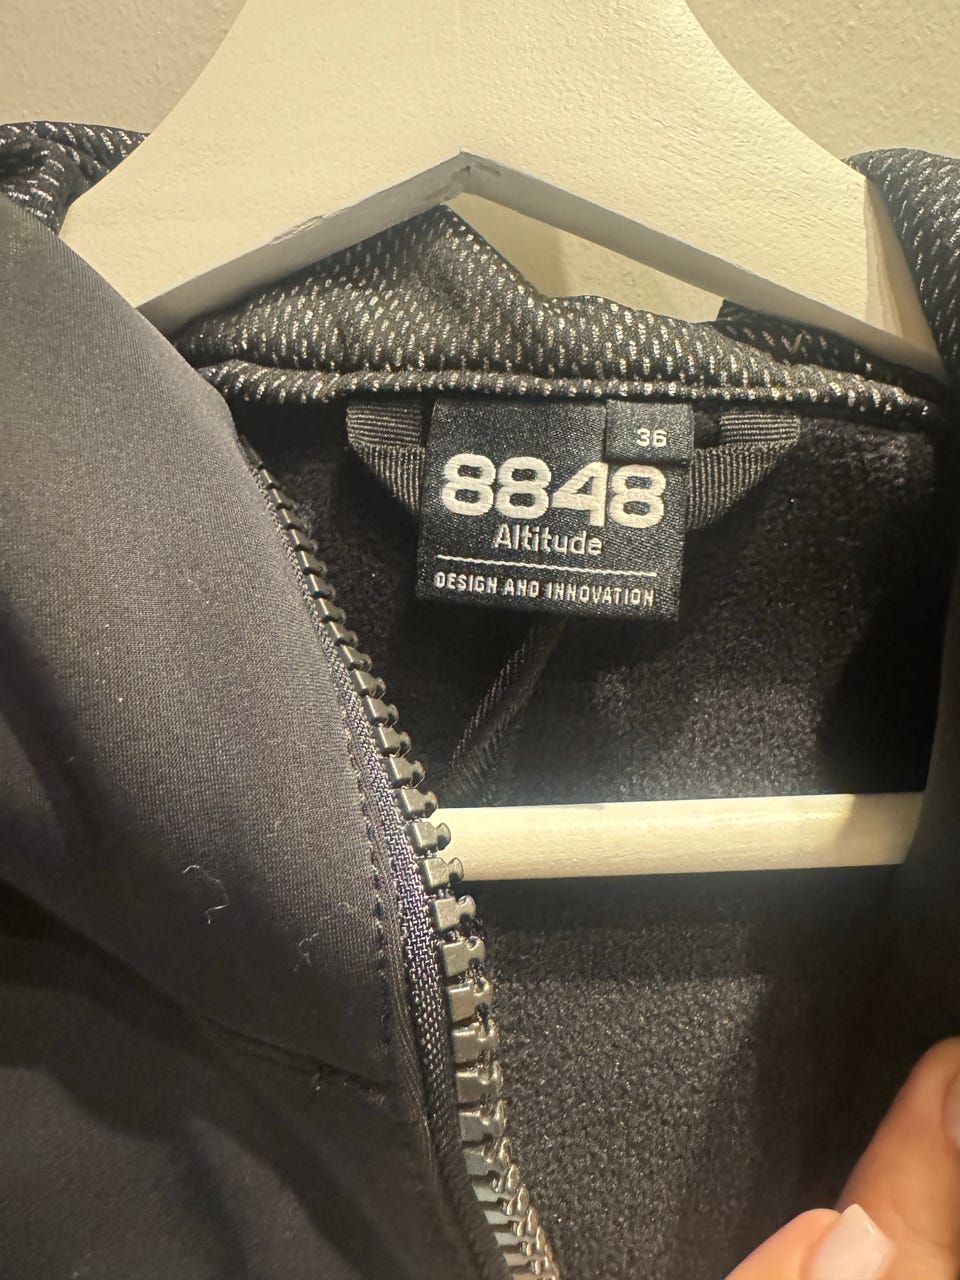 36
8848
Altitude
DESIGN AND INNOVATION